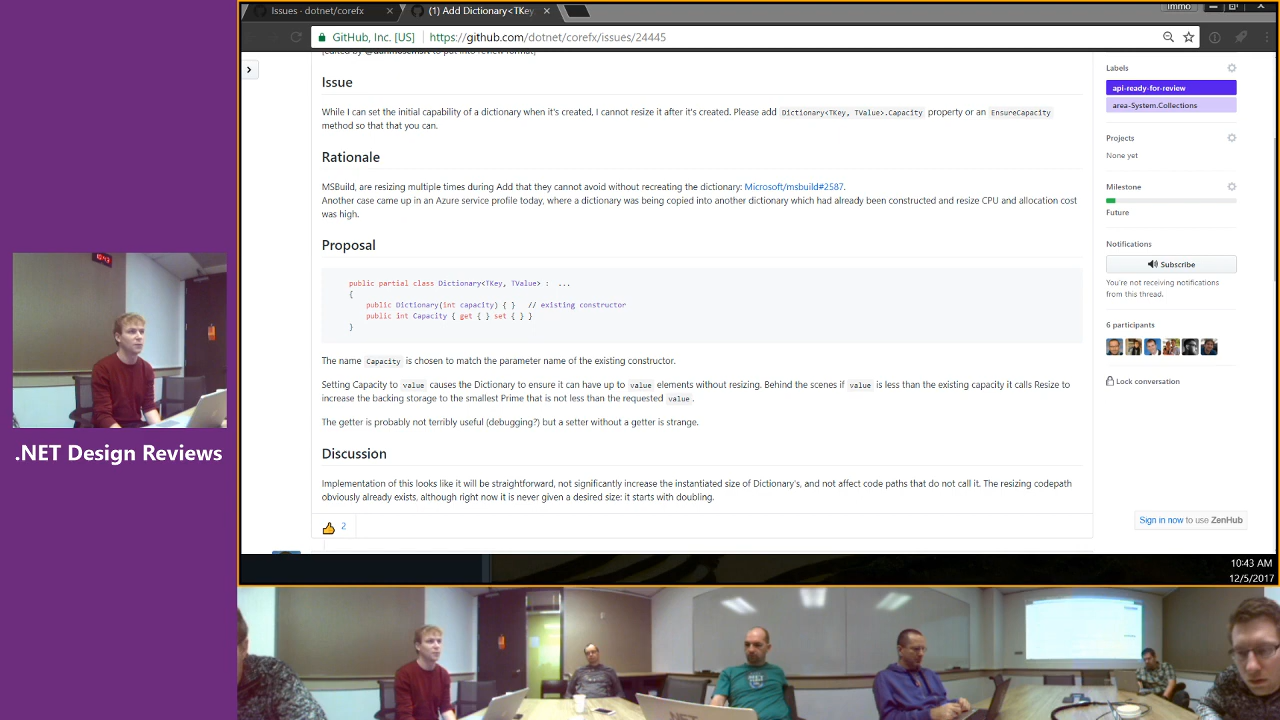 Issues - dotnet/corefx
(1) Add Dictionary<TKey,
Immo
GitHub, Inc. [US]
https://github.com/dotnet/corefx/issues/24445
Issue
While I can set the initial capability of a dictionary when it's created, I cannot resize it after it's created. Please add Dictionary<TKey, TValue>.Capacity property or an EnsureCapacity
method so that that you can.
Rationale
MSBuild, are resizing multiple times during Add that they cannot avoid without recreating the dictionary: Microsoft/msbuild#2587.
Another case came up in an Azure service profile today, where a dictionary was being copied into another dictionary which had already been constructed and resize CPU and allocation cost
was high.
Proposal
public partial class Dictionary<TKey, TValue> : ...
{
public Dictionary(int capacity) { } // existing constructor
public int Capacity { get { } set { } }
}
The name Capacity is chosen to match the parameter name of the existing constructor.
Setting Capacity to value causes the Dictionary to ensure it can have up to value elements without resizing. Behind the scenes if value is less than the existing capacity it calls Resize to
increase the backing storage to the smallest Prime that is not less than the requested value.
The getter is probably not terribly useful (debugging?) but a setter without a getter is strange.
Discussion
Implementation of this looks like it will be straightforward, not significantly increase the instantiated size of Dictionary's, and not affect code paths that do not call it. The resizing codepath
obviously already exists, although right now it is never given a desired size: it starts with doubling.
2
Labels
api-ready-for-review
area-System.Collections
Projects
None yet
Milestone
Future
Notifications
Subscribe
You're not receiving notifications
from this thread.
6 participants
Lock conversation
Sign in now to use ZenHub
10:43 AM
12/5/2017
.NET Design Reviews
.NET